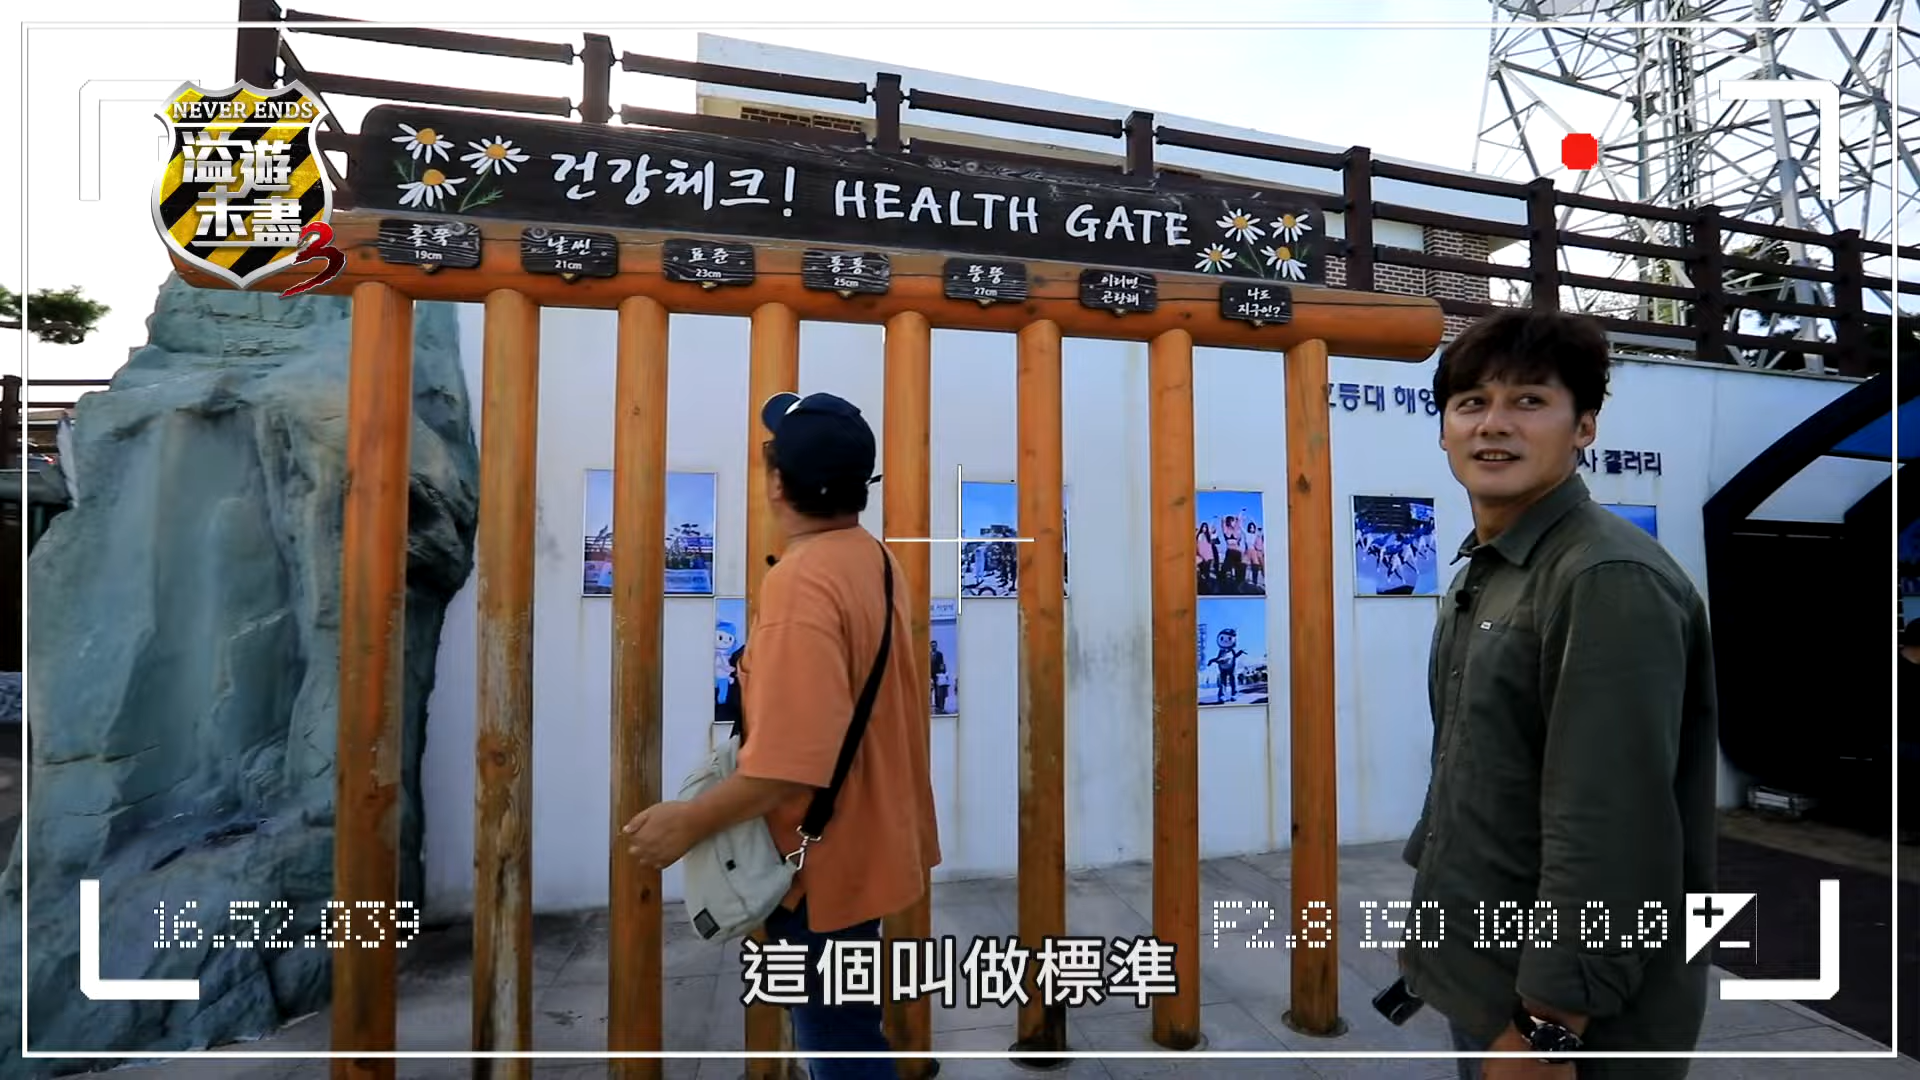 NEVER ENDS
溢遊
未盡
3
건강체크! HEALTH GATE
홀쭉
19cm
날씬
21cm
표준
23cm
통통
25cm
뚱뚱
27cm
이러면
곤란해
나도
지구인?
등대 해양
사 갤러리
16.52.039
F2.8 ISO 100 0.0
這個叫做標準